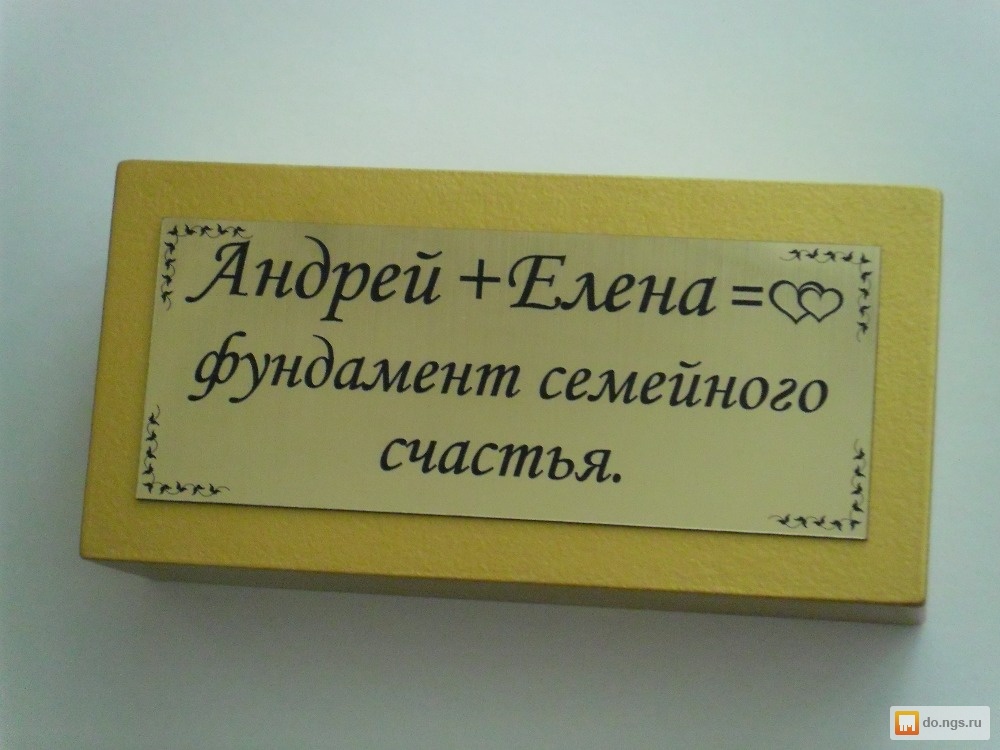 Андрей + Елена =
фундамент семейного
счастья.
do.ngs.ru